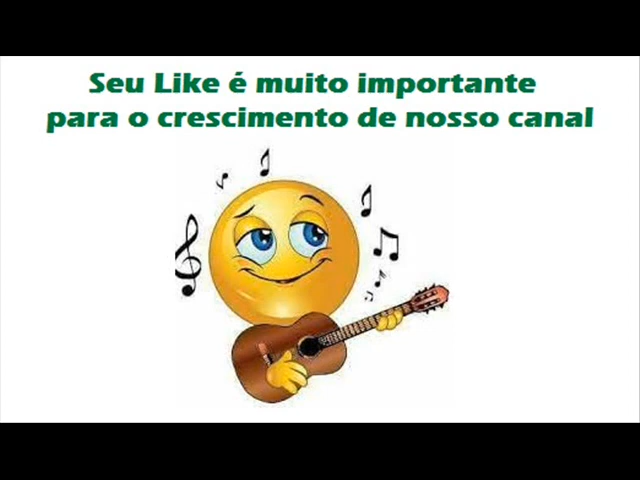 Seu Like é muito importante
para o crescimento de nosso canal